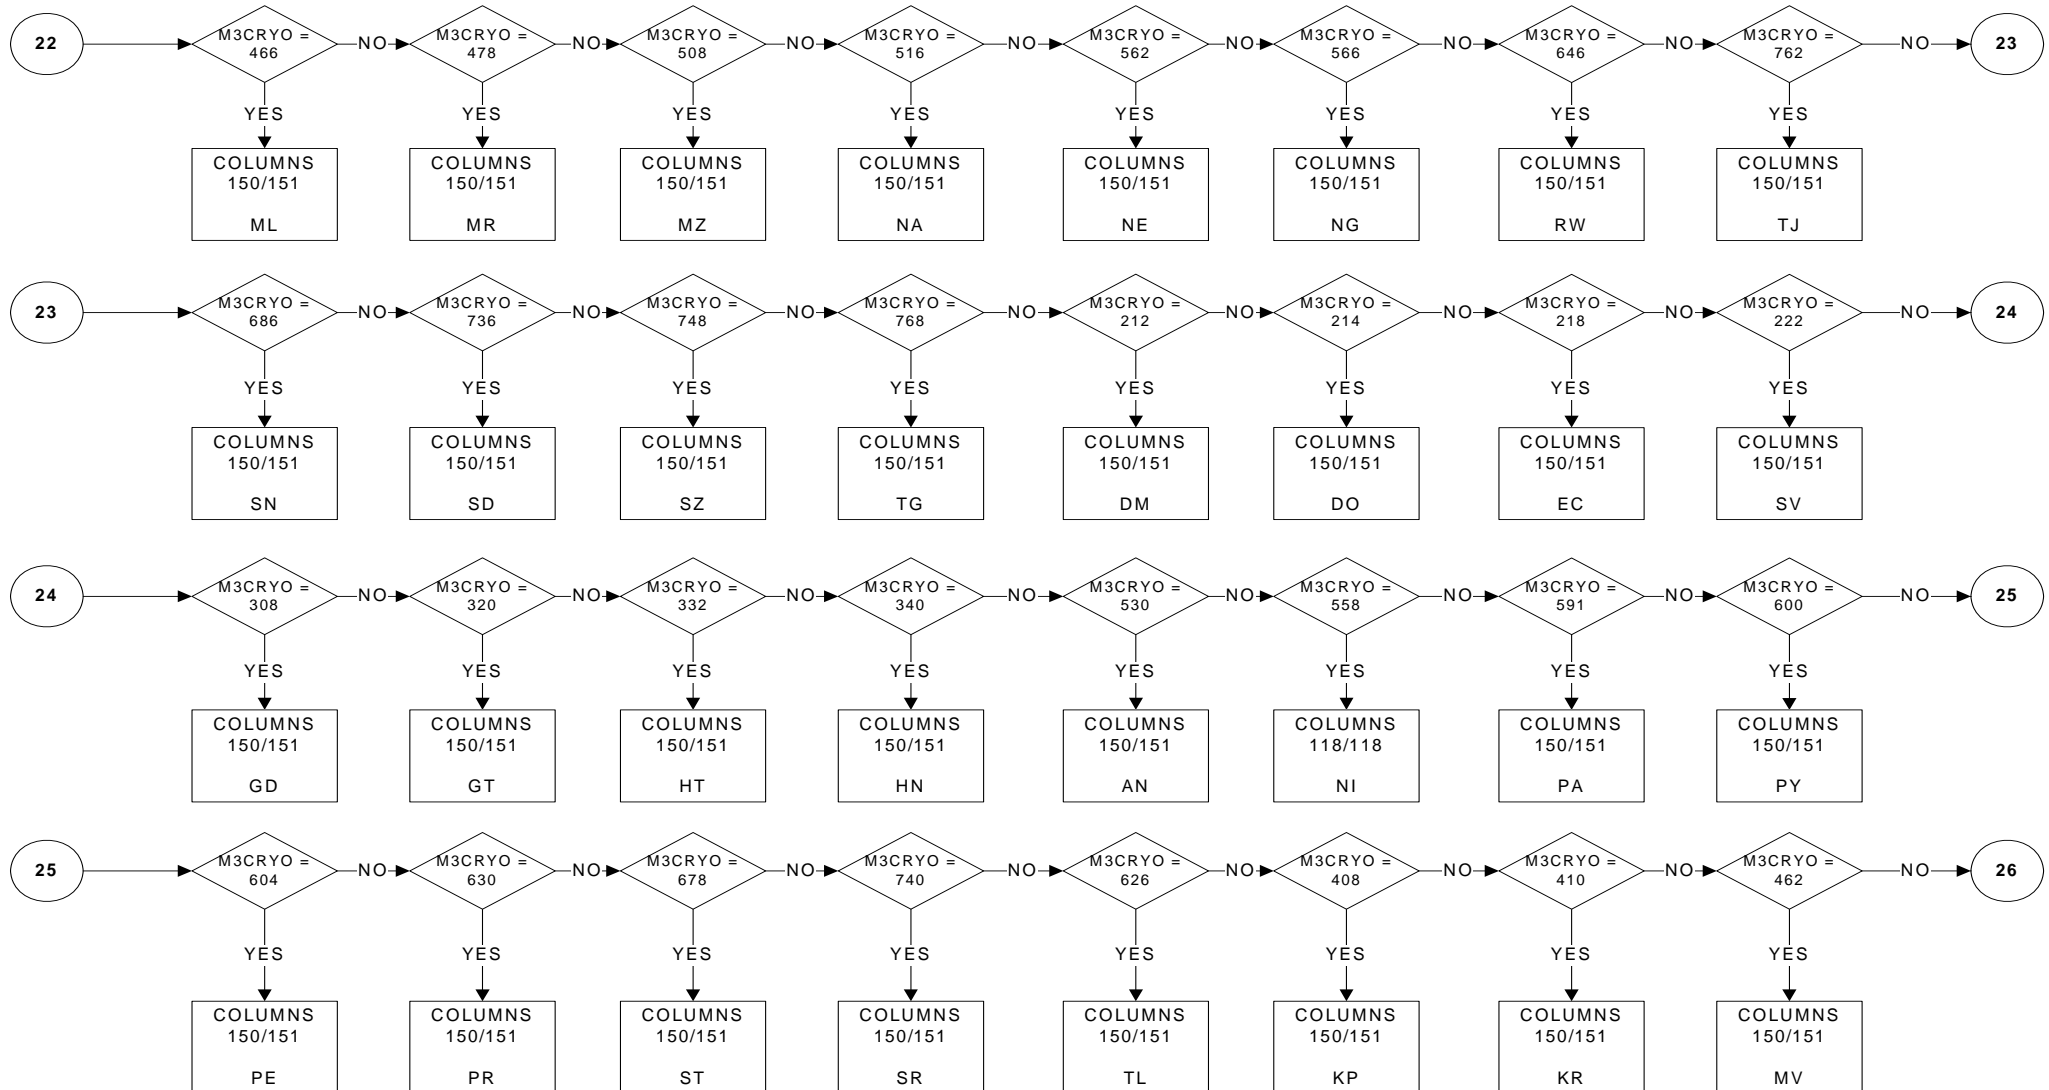 22
M3CRYO =
466
NO
M3CRYO =
478
NO
M3CRYO =
508
NO
M3CRYO =
516
NO
M3CRYO =
562
NO
M3CRYO =
566
NO
M3CRYO =
646
NO
M3CRYO =
762
NO
23
YES
YES
YES
YES
YES
YES
YES
YES
COLUMNS
150/151
ML
COLUMNS
150/151
MR
COLUMNS
150/151
MZ
COLUMNS
150/151
NA
COLUMNS
150/151
NE
COLUMNS
150/151
NG
COLUMNS
150/151
RW
COLUMNS
150/151
TJ
23
M3CRYO =
686
NO
M3CRYO =
736
NO
M3CRYO =
748
NO
M3CRYO =
768
NO
M3CRYO =
212
NO
M3CRYO =
214
NO
M3CRYO =
218
NO
M3CRYO =
222
NO
24
YES
YES
YES
YES
YES
YES
YES
YES
COLUMNS
150/151
SN
COLUMNS
150/151
SD
COLUMNS
150/151
SZ
COLUMNS
150/151
TG
COLUMNS
150/151
DM
COLUMNS
150/151
DO
COLUMNS
150/151
EC
COLUMNS
150/151
SV
24
M3CRYO =
308
NO
M3CRYO =
320
NO
M3CRYO =
332
NO
M3CRYO =
340
NO
M3CRYO =
530
NO
M3CRYO =
558
NO
M3CRYO =
591
NO
M3CRYO =
600
NO
25
YES
YES
YES
YES
YES
YES
YES
YES
COLUMNS
150/151
GD
COLUMNS
150/151
GT
COLUMNS
150/151
HT
COLUMNS
150/151
HN
COLUMNS
150/151
AN
COLUMNS
118/118
NI
COLUMNS
150/151
PA
COLUMNS
150/151
PY
25
M3CRYO =
604
NO
M3CRYO =
630
NO
M3CRYO =
678
NO
M3CRYO =
740
NO
M3CRYO =
626
NO
M3CRYO =
408
NO
M3CRYO =
410
NO
M3CRYO =
462
NO
26
YES
YES
YES
YES
YES
YES
YES
YES
COLUMNS
150/151
PE
COLUMNS
150/151
PR
COLUMNS
150/151
ST
COLUMNS
150/151
SR
COLUMNS
150/151
TL
COLUMNS
150/151
KP
COLUMNS
150/151
KR
COLUMNS
150/151
MV